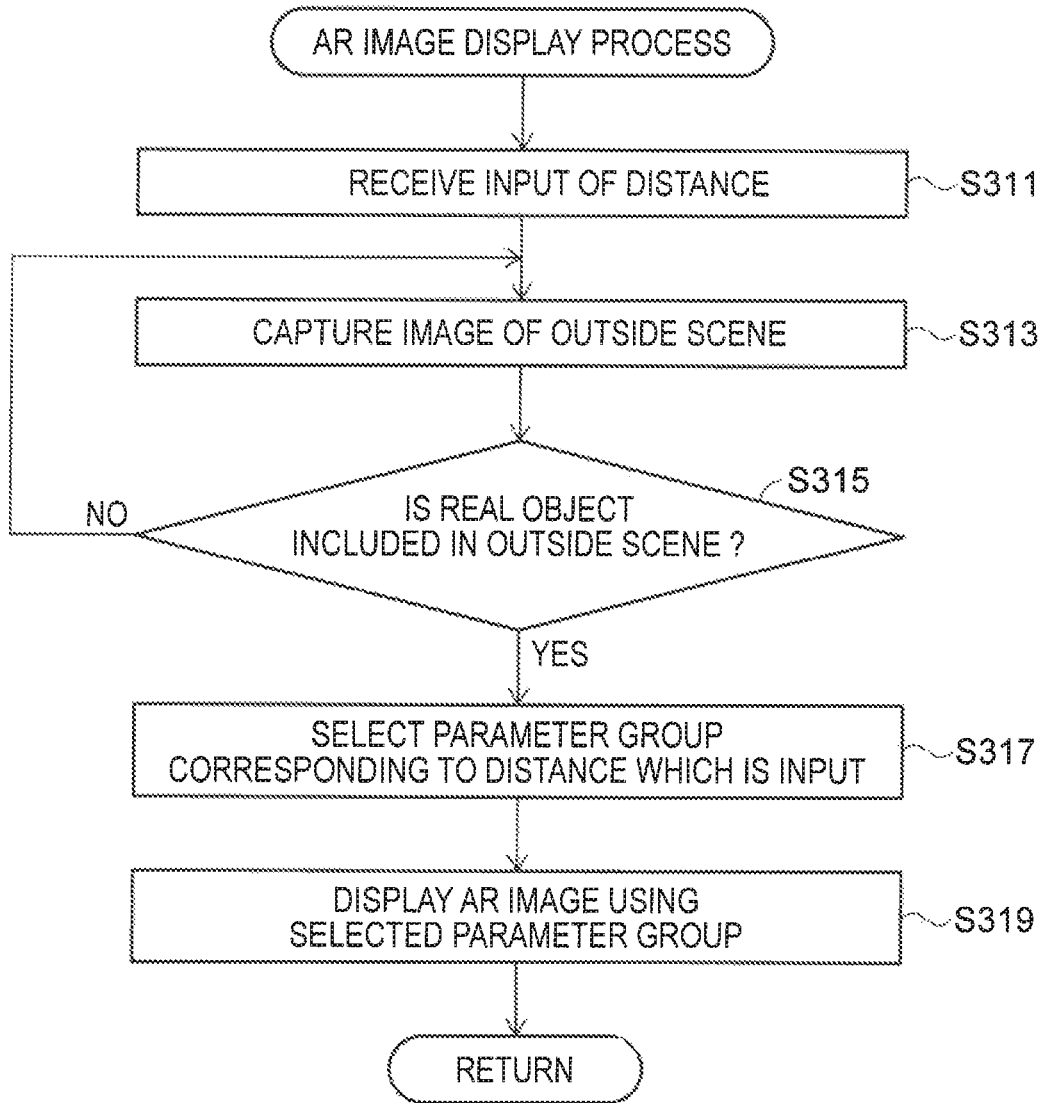 AR IMAGE DISPLAY PROCESS
RECEIVE INPUT OF DISTANCE
S311
CAPTURE IMAGE OF OUTSIDE SCENE
S313
S315
IS REAL OBJECT
INCLUDED IN OUTSIDE SCENE ?
NO
YES
SELECT PARAMETER GROUP
CORRESPONDING TO DISTANCE WHICH IS INPUT
S317
DISPLAY AR IMAGE USING
SELECTED PARAMETER GROUP
S319
RETURN